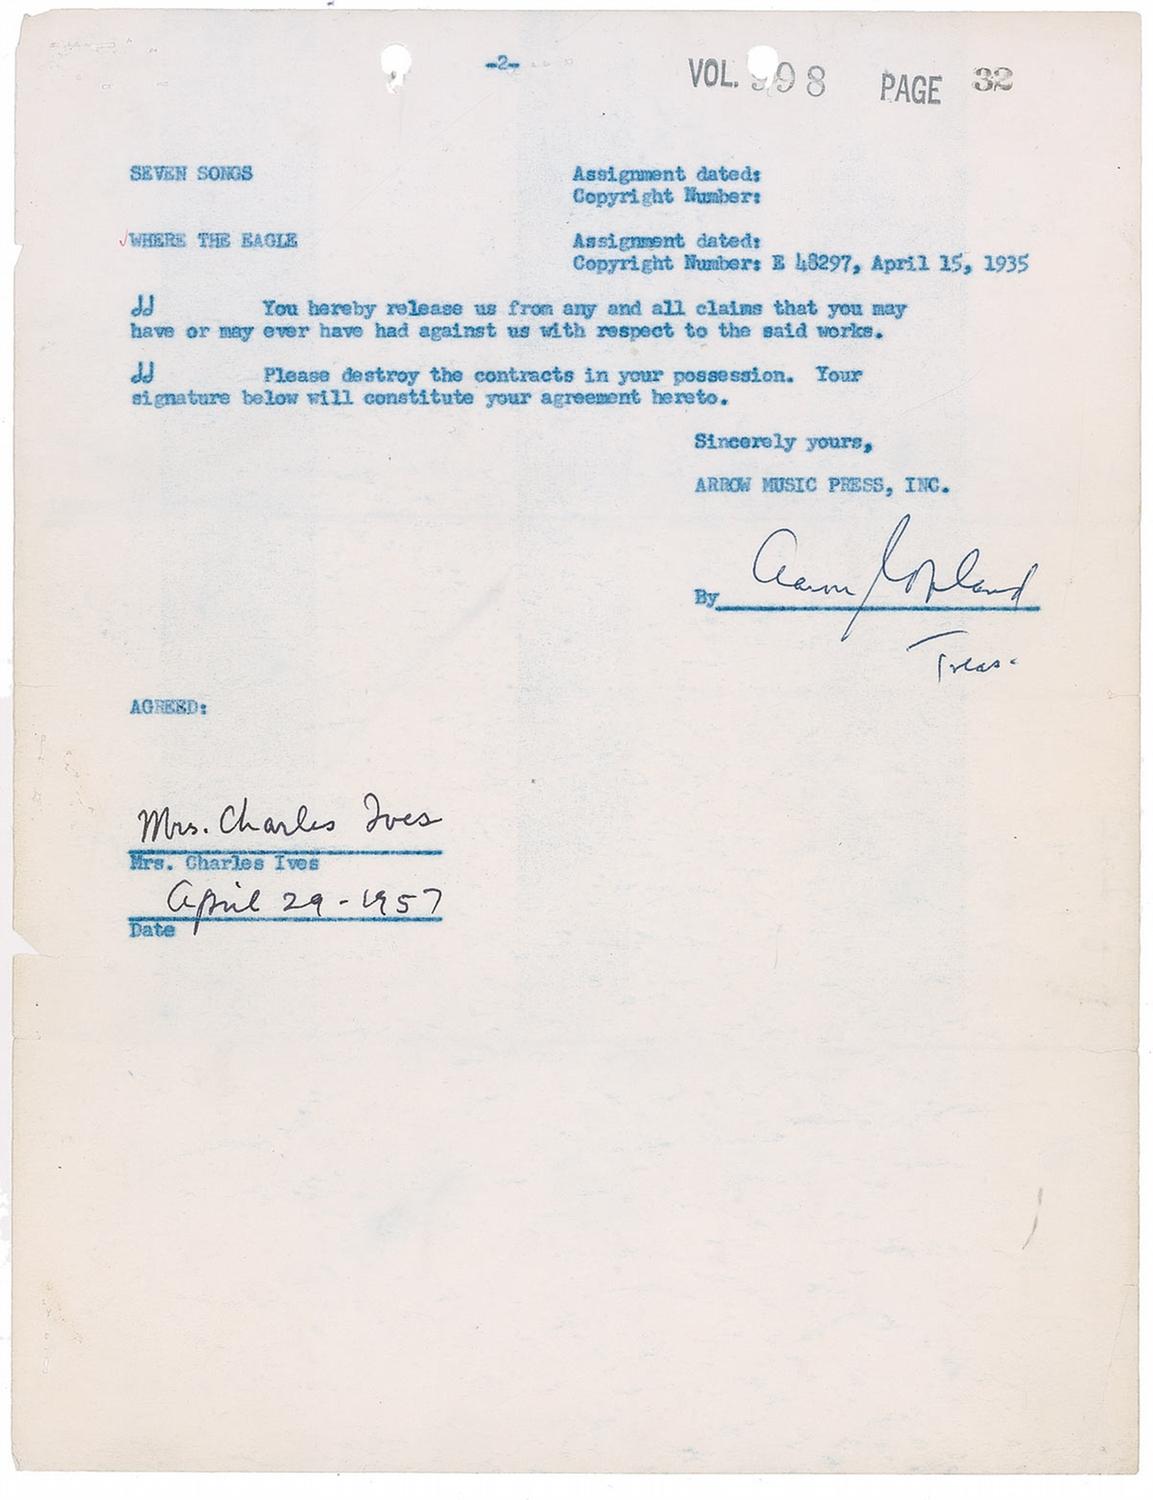 -2-
VOL. 998 PAGE 32
SEVEN SONGS Assignment dated:
Copyright Number:
WHERE THE EAGLE Assignment dated:
Copyright Number: E 48297, April 15, 1935
You hereby release us from any and all claims that you may
have or may ever have had against us with respect to the said works.
Please destroy the contracts in your possession. Your
signature below will constitute your agreement hereto.
Sincerely yours,
ARROW MUSIC PRESS, INC.
By Aaron Copland
Treas.
AGREED:
Mrs. Charles Ives
Mrs. Charles Ives
April 29-1957
Date